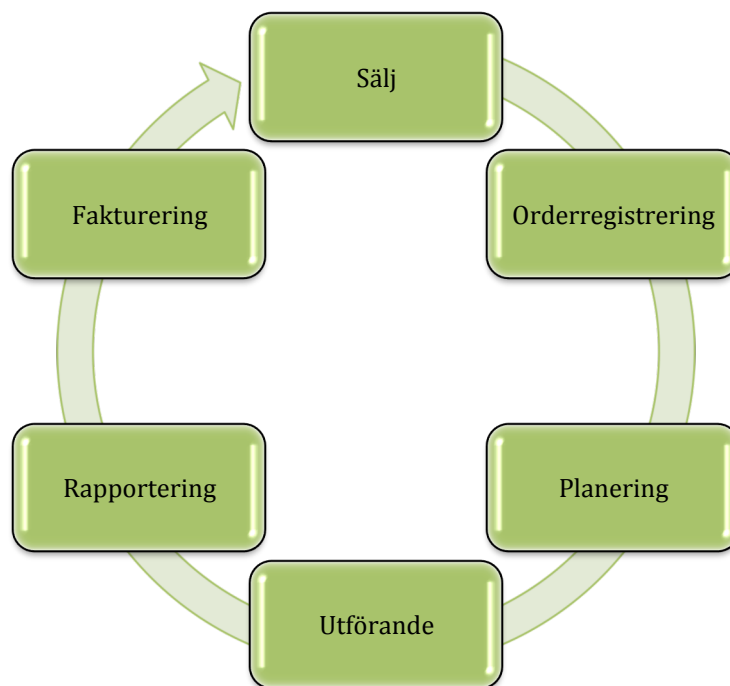 Sälj
Orderregistrering
Planering
Utförande
Rapportering
Fakturering